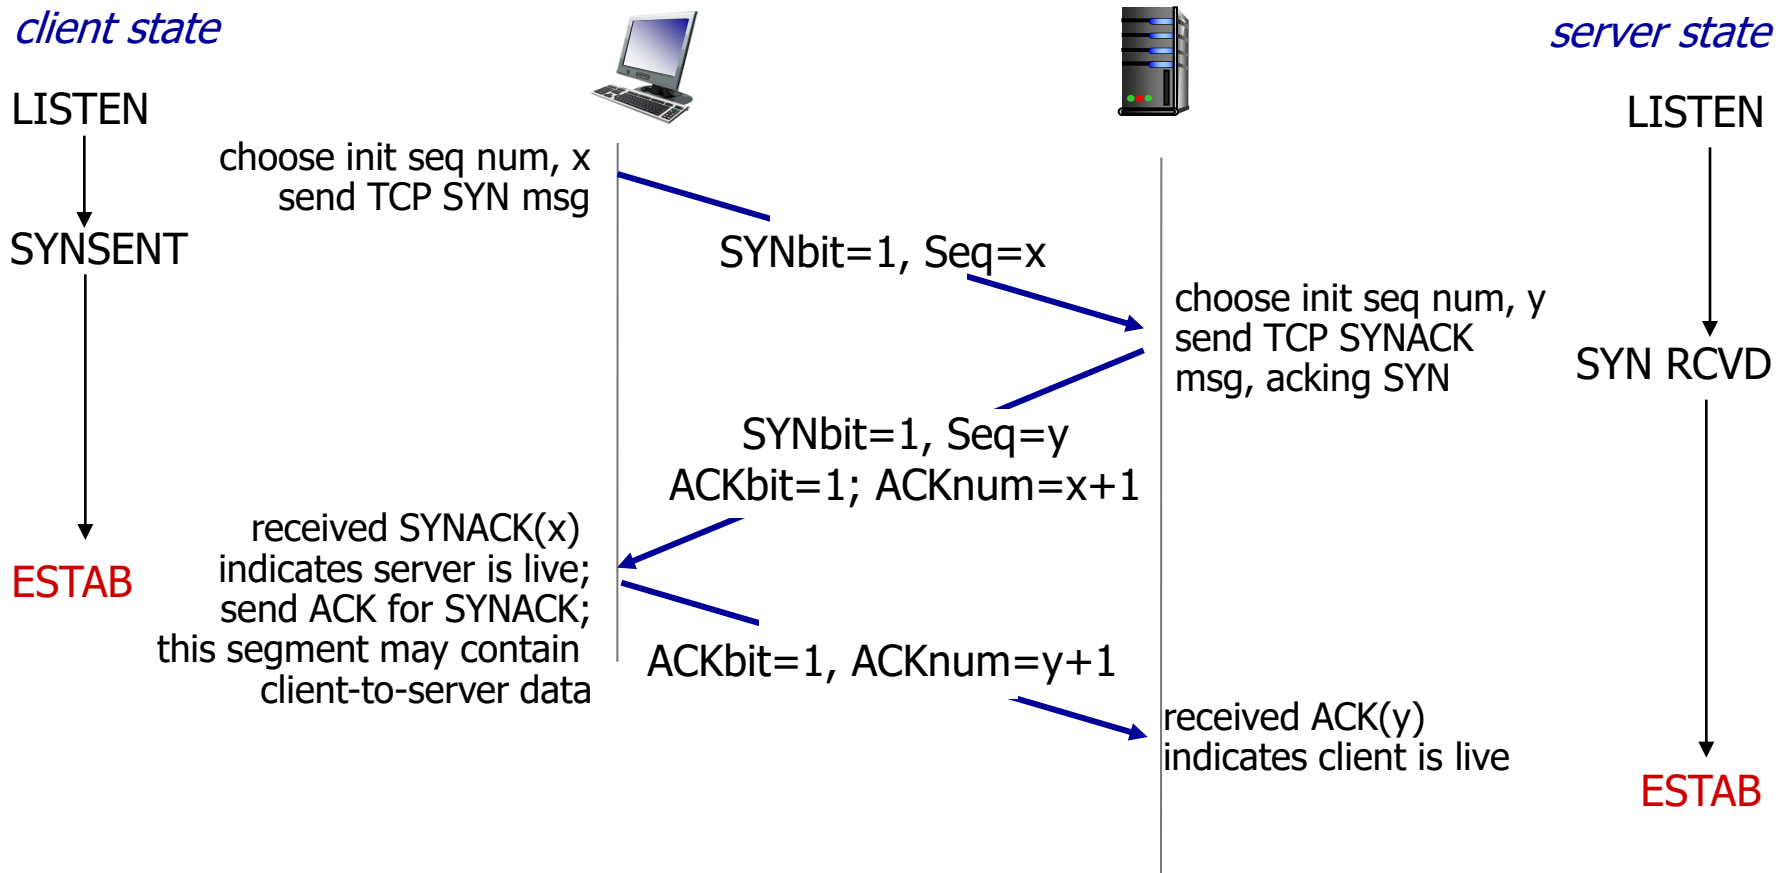 client state
server state
LISTEN
LISTEN
choose init seq num, x
send TCP SYN msg
SYNSENT
SYNbit=1, Seq=x
choose init seq num, y
send TCP SYNACK
msg, acking SYN
SYN RCVD
SYNbit=1, Seq=y
ACKbit=1; ACKnum=x+1
received SYNACK(x)
indicates server is live;
send ACK for SYNACK;
this segment may contain
client-to-server data
ESTAB
ACKbit=1, ACKnum=y+1
received ACK(y)
indicates client is live
ESTAB